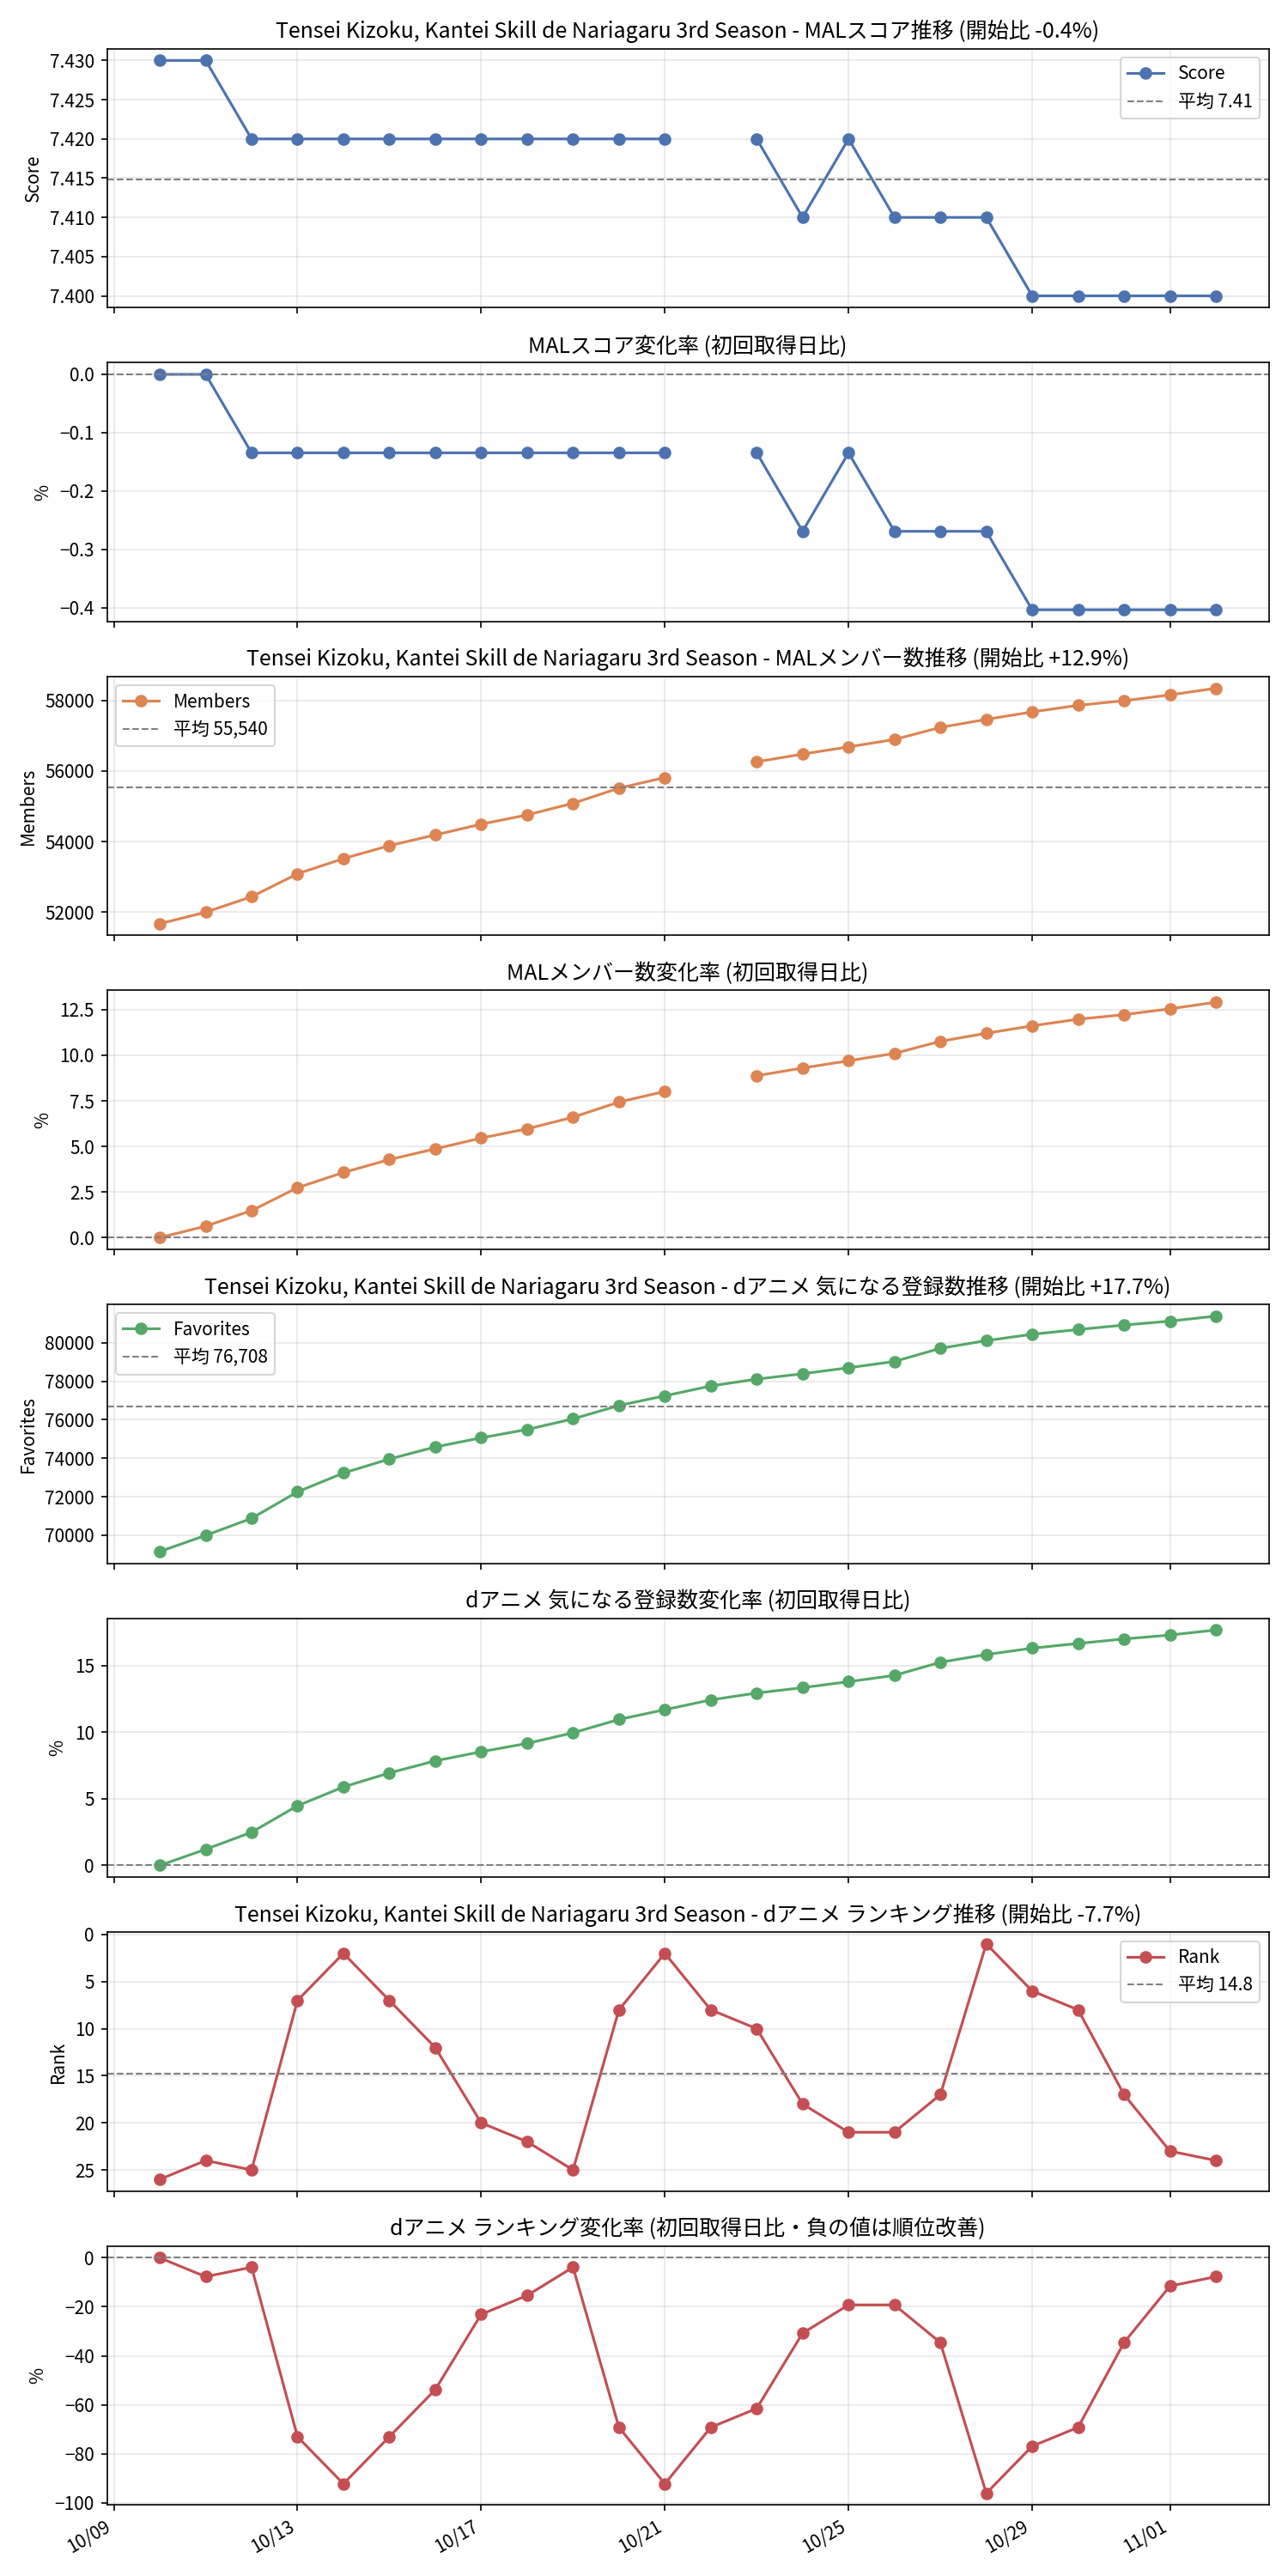 Tensei Kizoku, Kantei Skill de Nariagaru 3rd Season - MALスコア推移 (開始比 -0.4%)
7.430
7.425
7.420
7.415
7.410
7.405
7.400
Score
Score
平均 7.41
MALスコア変化率 (初回取得日比)
0.0
−0.1
−0.2
−0.3
−0.4
%
Tensei Kizoku, Kantei Skill de Nariagaru 3rd Season - MALメンバー数推移 (開始比 +12.9%)
58000
56000
54000
52000
Members
Members
平均 55,540
MALメンバー数変化率 (初回取得日比)
12.5
10.0
7.5
5.0
2.5
0.0
%
Tensei Kizoku, Kantei Skill de Nariagaru 3rd Season - dアニメ 気になる登録数推移 (開始比 +17.7%)
80000
78000
76000
74000
72000
70000
Favorites
Favorites
平均 76,708
dアニメ 気になる登録数変化率 (初回取得日比)
15
10
5
0
%
Tensei Kizoku, Kantei Skill de Nariagaru 3rd Season - dアニメ ランキング推移 (開始比 -7.7%)
0
5
10
15
20
25
Rank
Rank
平均 14.8
dアニメ ランキング変化率 (初回取得日比・負の値は順位改善)
0
−20
−40
−60
−80
−100
%
10/09
10/13
10/17
10/21
10/25
10/29
11/01